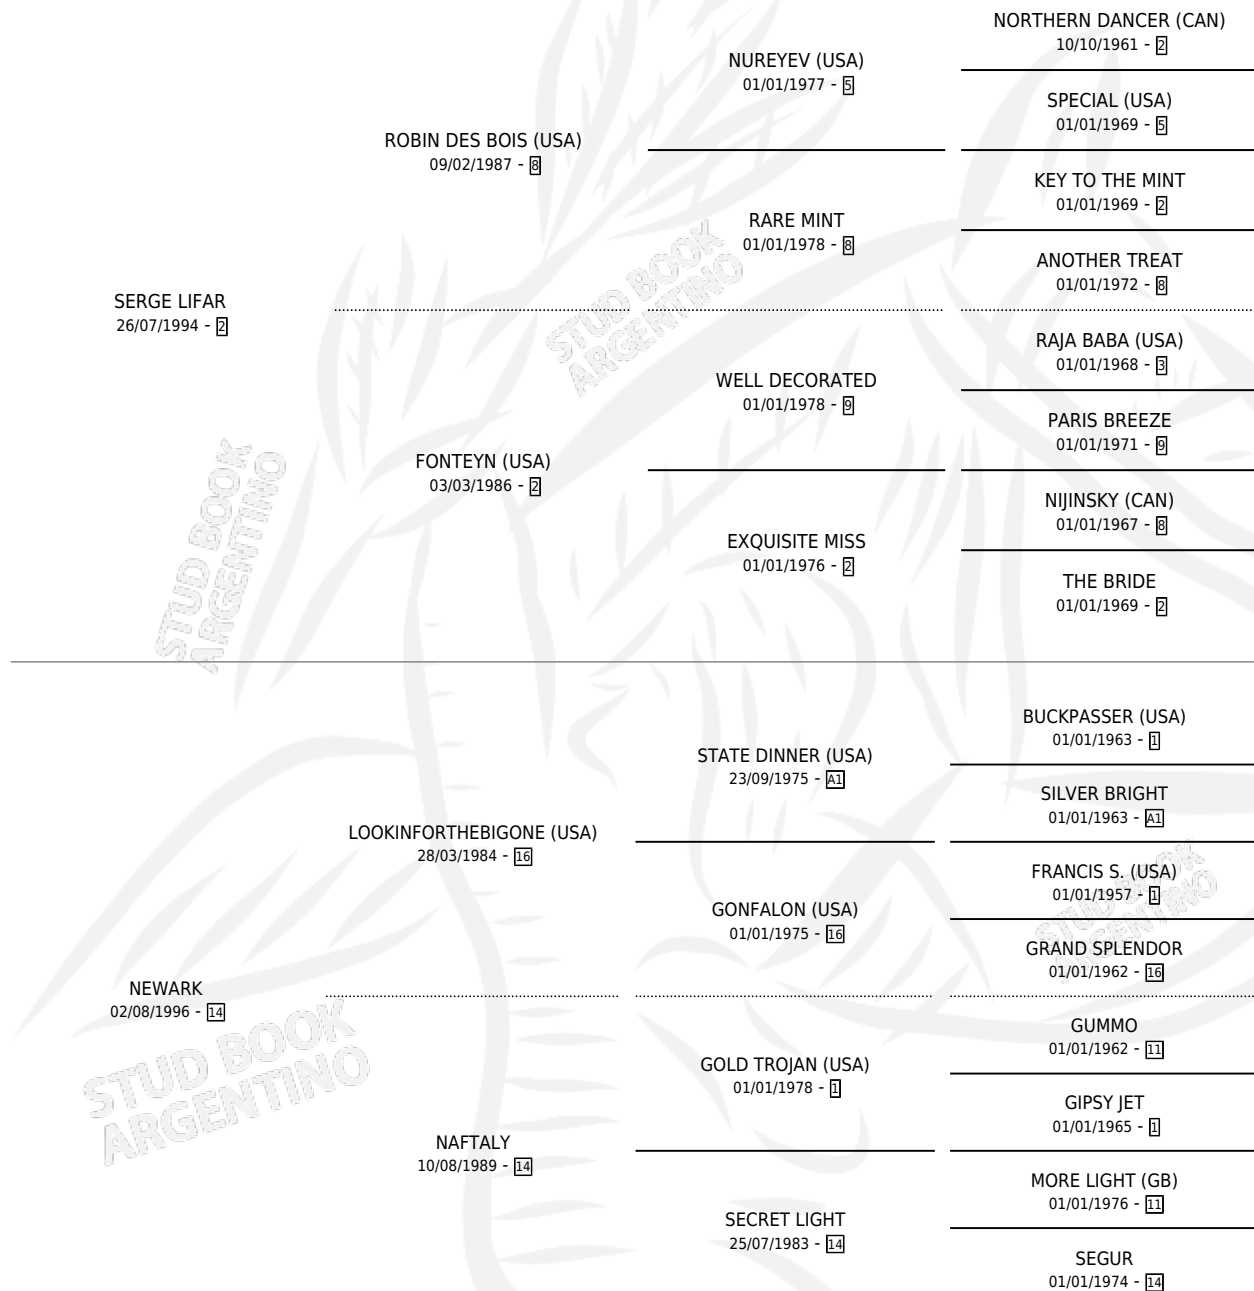 NORTHERN DANCER (CAN)
10/10/1961 - 2
NUREYEV (USA)
01/01/1977 - 5
SPECIAL (USA)
01/01/1969 - 5
ROBIN DES BOIS (USA)
09/02/1987 - 8
KEY TO THE MINT
01/01/1969 - 2
RARE MINT
01/01/1978 - 8
ANOTHER TREAT
01/01/1972 - 8
SERGE LIFAR
26/07/1994 - 2
STUD BOOK
ARGENTINO
RAJA BABA (USA)
01/01/1968 - 3
WELL DECORATED
01/01/1978 - 9
PARIS BREEZE
01/01/1971 - 9
FONTEYN (USA)
03/03/1986 - 2
NIJINSKY (CAN)
01/01/1967 - 8
EXQUISITE MISS
01/01/1976 - 2
THE BRIDE
01/01/1969 - 2
STUD BOOK
ARGENTINO
BUCKPASSER (USA)
01/01/1963 - 1
STATE DINNER (USA)
23/09/1975 - A1
SILVER BRIGHT
01/01/1963 - A1
LOOKINFORTHEBIGONE (USA)
28/03/1984 - 16
FRANCIS S. (USA)
01/01/1957 - 1
GONFALON (USA)
01/01/1975 - 16
STUD BOOK
ARGENTINO
GRAND SPLENDOR
01/01/1962 - 16
NEWARK
02/08/1996 - 14
STUD BOOK
ARGENTINO
GUMMO
01/01/1962 - 11
GOLD TROJAN (USA)
01/01/1978 - 1
GIPSY JET
01/01/1965 - 1
NAFTALY
10/08/1989 - 14
MORE LIGHT (GB)
01/01/1976 - 11
SECRET LIGHT
25/07/1983 - 14
SEGUR
01/01/1974 - 14